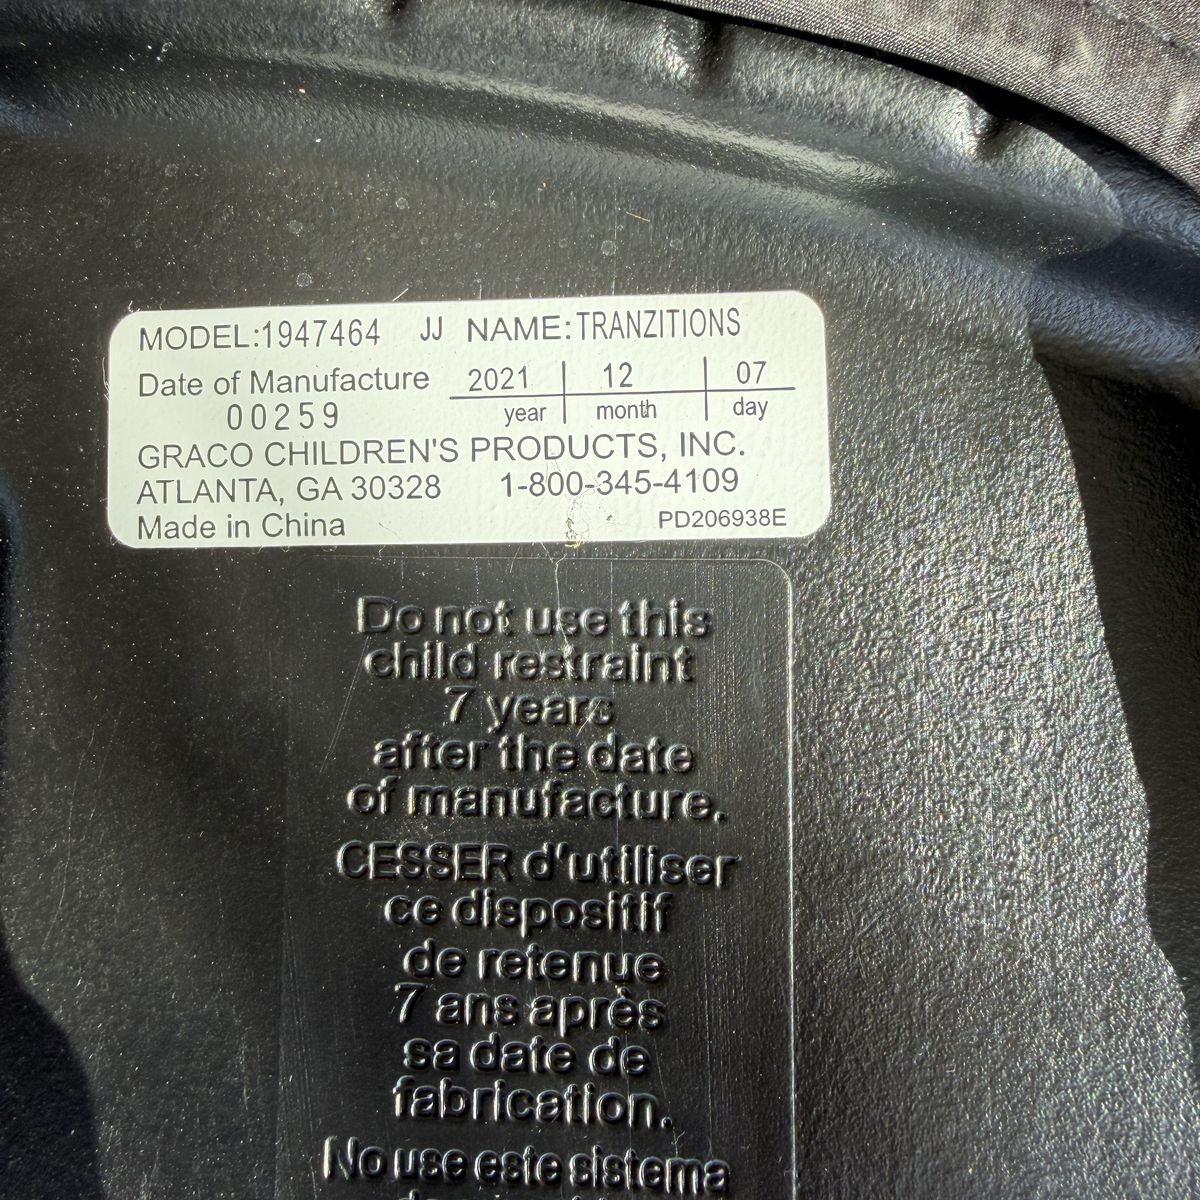 MODEL:1947464 JJ NAME:TRANZITIONS
Date of Manufacture 2021 12 07
00259 year month day
GRACO CHILDREN'S PRODUCTS, INC.
ATLANTA, GA 30328 1-800-345-4109
Made in China PD206938E
Do not use this
child restraint
7 years
after the date
of manufacture.
CESSER d'utiliser
ce dispositif
de retenue
7 ans après
sa date de
fabrication.
No use este sistema